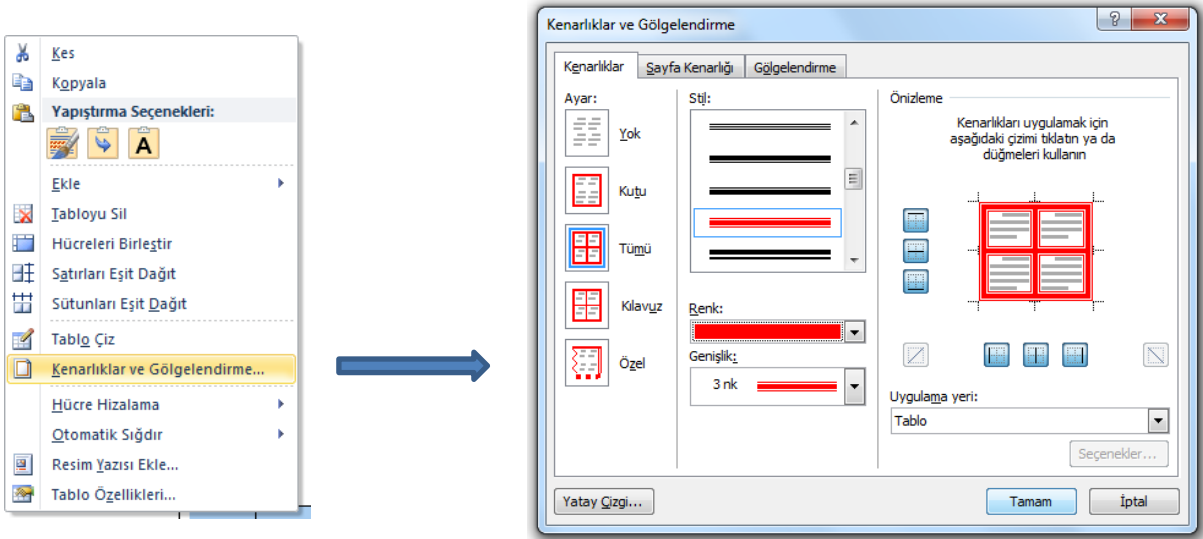 Kes
Kopyala
Yapıştırma Seçenekleri:
A
Ekle
Tabloyu Sil
Hücreleri Birleştir
Satırları Eşit Dağıt
Sütunları Eşit Dağıt
Tablo Çiz
Kenarlıklar ve Gölgelendirme...
Hücre Hizalama
Otomatik Sığdır
Resim Yazısı Ekle...
Tablo Özellikleri...
Kenarlıklar ve Gölgelendirme
Kenarlıklar Sayfa Kenarlığı Gölgelendirme
Ayar:
Yok
Kutu
Tümü
Kılavuz
Özel
Stil:
Renk:
Genişlik:
3 nk
Önizleme
Kenarlıkları uygulamak için
aşağıdaki çizimi tıklatın ya da
düğmeleri kullanın
Uygulama yeri:
Tablo
Seçenekler...
Yatay Çizgi...
Tamam
İptal